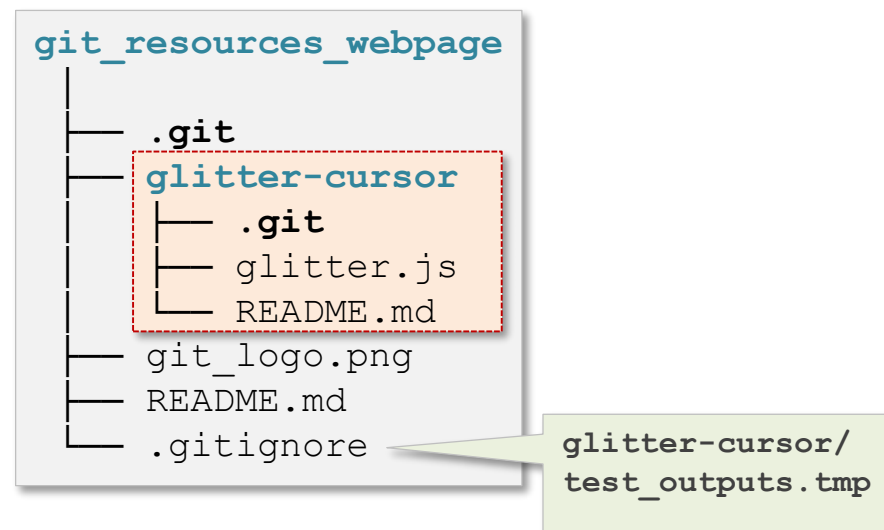 git_resources_webpage
.git
glitter-cursor
.git
glitter.js
README.md
git_logo.png
README.md
.gitignore
glitter-cursor/
test_outputs.tmp